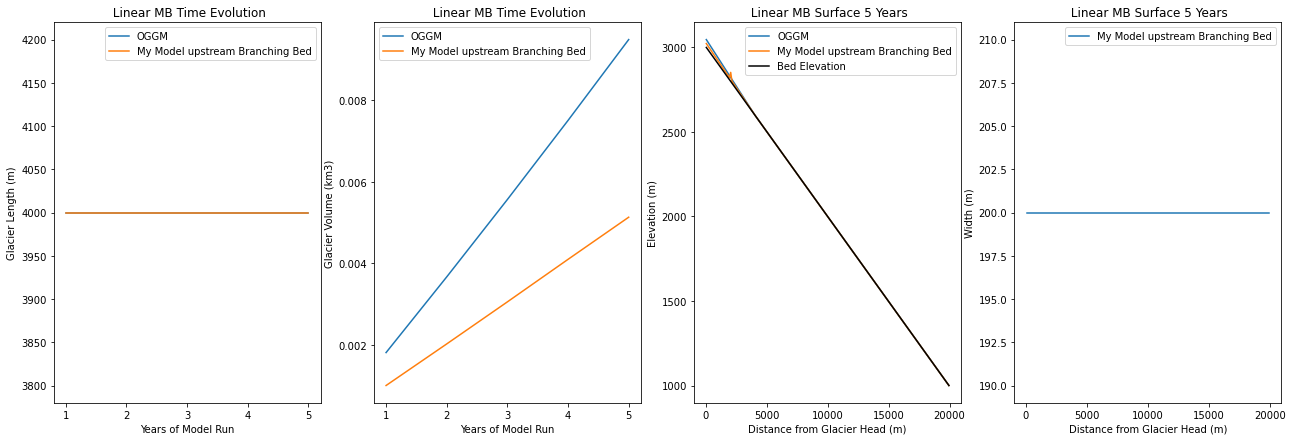 Linear MB Time Evolution
OGGM
My Model upstream Branching Bed
Glacier Length (m)
4200
4150
4100
4050
4000
3950
3900
3850
3800
1 2 3 4 5
Years of Model Run
Linear MB Time Evolution
OGGM
My Model upstream Branching Bed
Glacier Volume (km3)
0.008
0.006
0.004
0.002
1 2 3 4 5
Years of Model Run
Linear MB Surface 5 Years
OGGM
My Model upstream Branching Bed
Bed Elevation
Elevation (m)
3000
2500
2000
1500
1000
0 5000 10000 15000 20000
Distance from Glacier Head (m)
Linear MB Surface 5 Years
My Model upstream Branching Bed
Width (m)
210.0
207.5
205.0
202.5
200.0
197.5
195.0
192.5
190.0
0 5000 10000 15000 20000
Distance from Glacier Head (m)